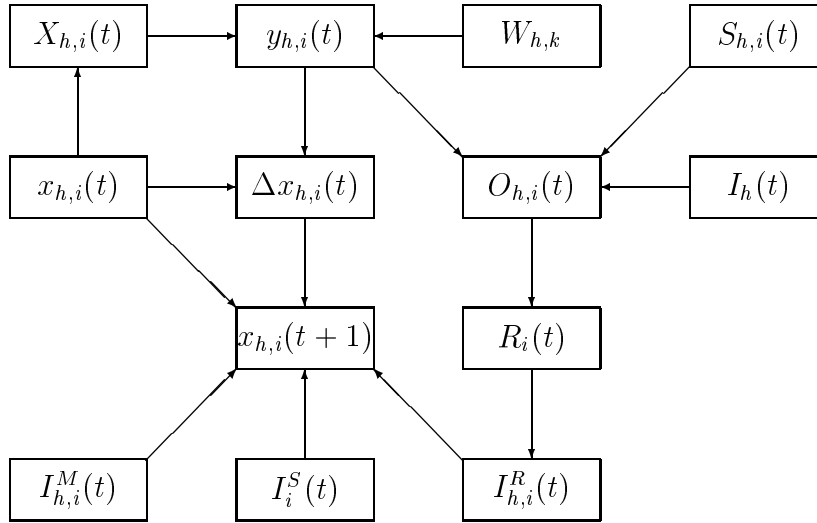 X_{h,i}(t) y_{h,i}(t) W_{h,k} S_{h,i}(t)
x_{h,i}(t) Δx_{h,i}(t) O_{h,i}(t) I_h(t)
x_{h,i}(t + 1) R_i(t)
I^M_{h,i}(t) I^S_i(t) I^R_{h,i}(t)